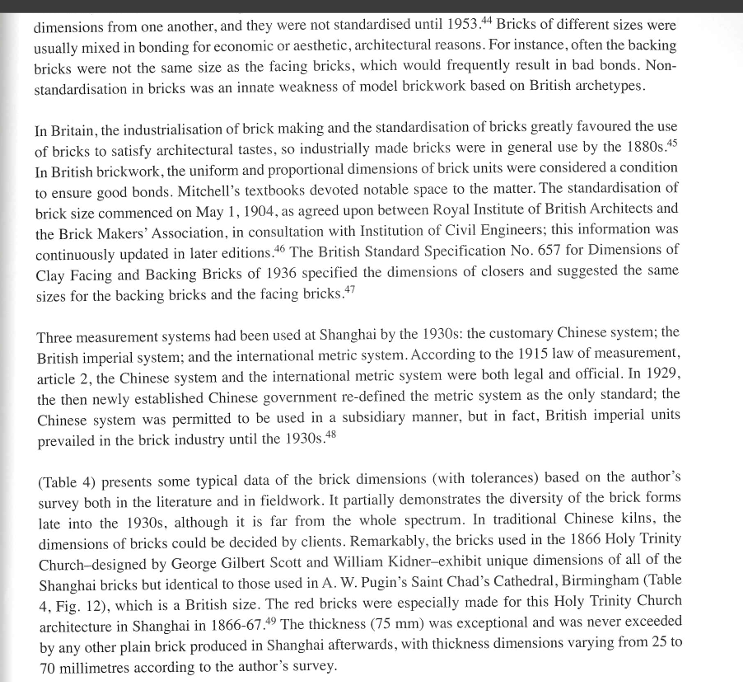 dimensions from one another, and they were not standardised until 1953.44 Bricks of different sizes were
usually mixed in bonding for economic or aesthetic, architectural reasons. For instance, often the backing
bricks were not the same size as the facing bricks, which would frequently result in bad bonds. Non-
standardisation in bricks was an innate weakness of model brickwork based on British archetypes.
In Britain, the industrialisation of brick making and the standardisation of bricks greatly favoured the use
of bricks to satisfy architectural tastes, so industrially made bricks were in general use by the 1880s.45
In British brickwork, the uniform and proportional dimensions of brick units were considered a condition
to ensure good bonds. Mitchell's textbooks devoted notable space to the matter. The standardisation of
brick size commenced on May 1, 1904, as agreed upon between Royal Institute of British Architects and
the Brick Makers' Association, in consultation with Institution of Civil Engineers; this information was
continuously updated in later editions.46 The British Standard Specification No. 657 for Dimensions of
Clay Facing and Backing Bricks of 1936 specified the dimensions of closers and suggested the same
sizes for the backing bricks and the facing bricks.47
Three measurement systems had been used at Shanghai by the 1930s: the customary Chinese system; the
British imperial system; and the international metric system. According to the 1915 law of measurement,
article 2, the Chinese system and the international metric system were both legal and official. In 1929,
the then newly established Chinese government re-defined the metric system as the only standard; the
Chinese system was permitted to be used in a subsidiary manner, but in fact, British imperial units
prevailed in the brick industry until the 1930s.48
(Table 4) presents some typical data of the brick dimensions (with tolerances) based on the author's
survey both in the literature and in fieldwork. It partially demonstrates the diversity of the brick forms
late into the 1930s, although it is far from the whole spectrum. In traditional Chinese kilns, the
dimensions of bricks could be decided by clients. Remarkably, the bricks used in the 1866 Holy Trinity
Church–designed by George Gilbert Scott and William Kidner–exhibit unique dimensions of all of the
Shanghai bricks but identical to those used in A. W. Pugin's Saint Chad's Cathedral, Birmingham (Table
4, Fig. 12), which is a British size. The red bricks were especially made for this Holy Trinity Church
architecture in Shanghai in 1866-67.49 The thickness (75 mm) was exceptional and was never exceeded
by any other plain brick produced in Shanghai afterwards, with thickness dimensions varying from 25 to
70 millimetres according to the author's survey.